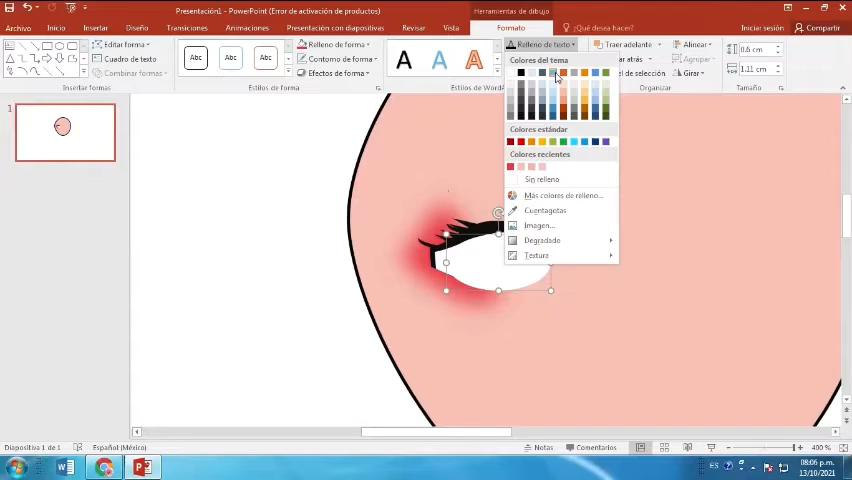 Presentación1 - PowerPoint (Error de activación de productos)
Herramientas de dibujo
Archivo
Inicio
Insertar
Diseño
Transiciones
Animaciones
Presentación con diapositivas
Revisar
Vista
Formato
¿Qué desea hacer?
Iniciar sesión
Compartir
Editar forma
Cuadro de texto
Combinar formas
Insertar formas
Abc
Abc
Abc
Relleno de forma
Contorno de forma
Efectos de forma
Estilos de formas
A
A
A
Relleno de texto
Traer adelante
Alinear
Agrupar
Girar
Organizar
0.6 cm
1.11 cm
Tamaño
Colores del tema
Colores estándar
Colores recientes
Sin relleno
Más colores de relleno...
Cuentagotas
Imagen...
Degradado
Textura
1
Diapositiva 1 de 1
Español (México)
Notas
Comentarios
400 %
ES
08:06 p.m.
13/10/2021